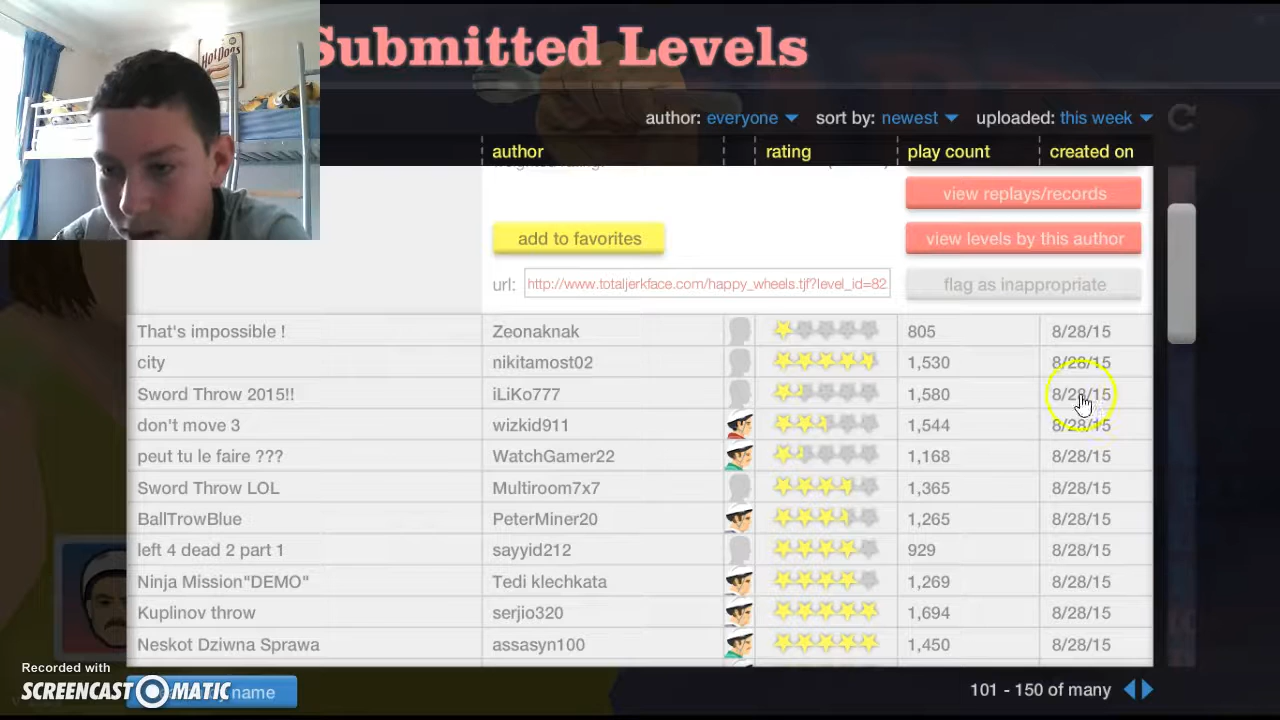 HOT DOGS
Submitted Levels
author: everyone sort by: newest uploaded: this week
author rating play count created on
view replays/records
add to favorites view levels by this author
url: http://www.totaljerkface.com/happy_wheels.tjf?level_id=82 flag as inappropriate
That's impossible ! Zeonaknak 805 8/28/15
city nikitamost02 1,530 8/28/15
Sword Throw 2015!! iLiKo777 1,580 8/28/15
don't move 3 wizkid911 1,544 8/28/15
peut tu le faire ??? WatchGamer22 1,168 8/28/15
Sword Throw LOL Multiroom7x7 1,365 8/28/15
BallTrowBlue PeterMiner20 1,265 8/28/15
left 4 dead 2 part 1 sayyid212 929 8/28/15
Ninja Mission"DEMO" Tedi klechkata 1,269 8/28/15
Kuplinov throw serjio320 1,694 8/28/15
Neskot Dziwna Sprawa assasyn100 1,450 8/28/15
Recorded with
SCREENCAST O MATIC name
101 - 150 of many